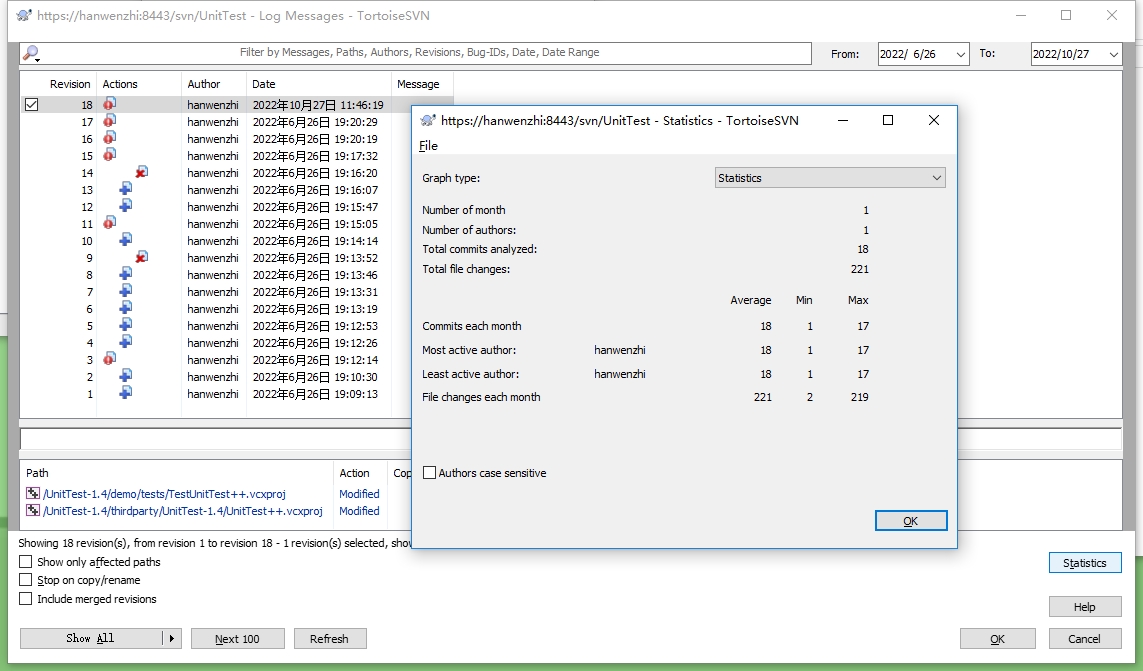 https://hanwenzhi:8443/svn/UnitTest - Log Messages - TortoiseSVN
Filter by Messages, Paths, Authors, Revisions, Bug-IDs, Date, Date Range
From: 2022/ 6/26 To: 2022/10/27
Revision Actions Author Date Message
18 hanwenzhi 2022年10月27日 11:46:19
17 hanwenzhi 2022年6月26日 19:20:29
16 hanwenzhi 2022年6月26日 19:20:19
15 hanwenzhi 2022年6月26日 19:17:32
14 hanwenzhi 2022年6月26日 19:16:20
13 hanwenzhi 2022年6月26日 19:16:07
12 hanwenzhi 2022年6月26日 19:15:47
11 hanwenzhi 2022年6月26日 19:15:05
10 hanwenzhi 2022年6月26日 19:14:14
9 hanwenzhi 2022年6月26日 19:13:52
8 hanwenzhi 2022年6月26日 19:13:46
7 hanwenzhi 2022年6月26日 19:13:31
6 hanwenzhi 2022年6月26日 19:13:19
5 hanwenzhi 2022年6月26日 19:12:53
4 hanwenzhi 2022年6月26日 19:12:26
3 hanwenzhi 2022年6月26日 19:12:14
2 hanwenzhi 2022年6月26日 19:10:30
1 hanwenzhi 2022年6月26日 19:09:13
https://hanwenzhi:8443/svn/UnitTest - Statistics - TortoiseSVN
File
Graph type: Statistics
Number of month 1
Number of authors: 1
Total commits analyzed: 18
Total file changes: 221
Average Min Max
Commits each month 18 1 17
Most active author: hanwenzhi 18 1 17
Least active author: hanwenzhi 18 1 17
File changes each month 221 2 219
Authors case sensitive
OK
Path Action Cop
/UnitTest-1.4/demo/tests/TestUnitTest++.vcxproj Modified
/UnitTest-1.4/thirdparty/UnitTest-1.4/UnitTest++.vcxproj Modified
Showing 18 revision(s), from revision 1 to revision 18 - 1 revision(s) selected, show
Show only affected paths
Stop on copy/rename
Include merged revisions
Statistics
Help
Show All Next 100 Refresh OK Cancel